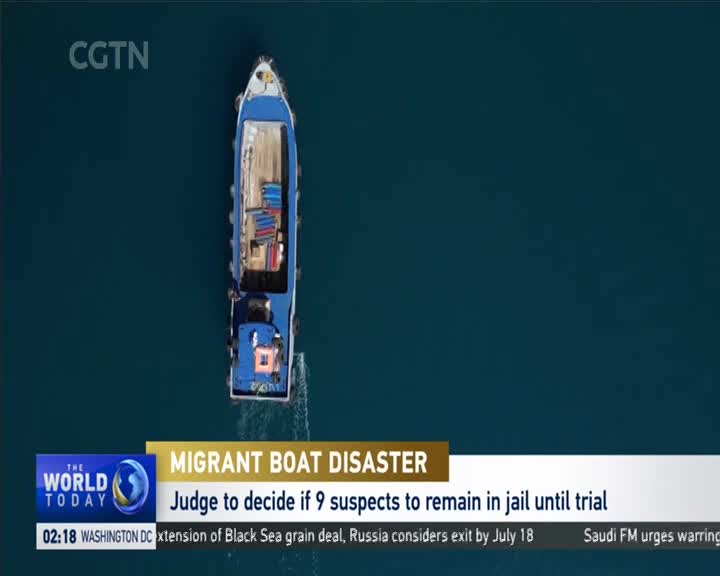 CGTN
MIGRANT BOAT DISASTER
THE
WORLD
TODAY
Judge to decide if 9 suspects to remain in jail until trial
02:18 WASHINGTON DC
extension of Black Sea grain deal, Russia considers exit by July 18 Saudi FM urges warring